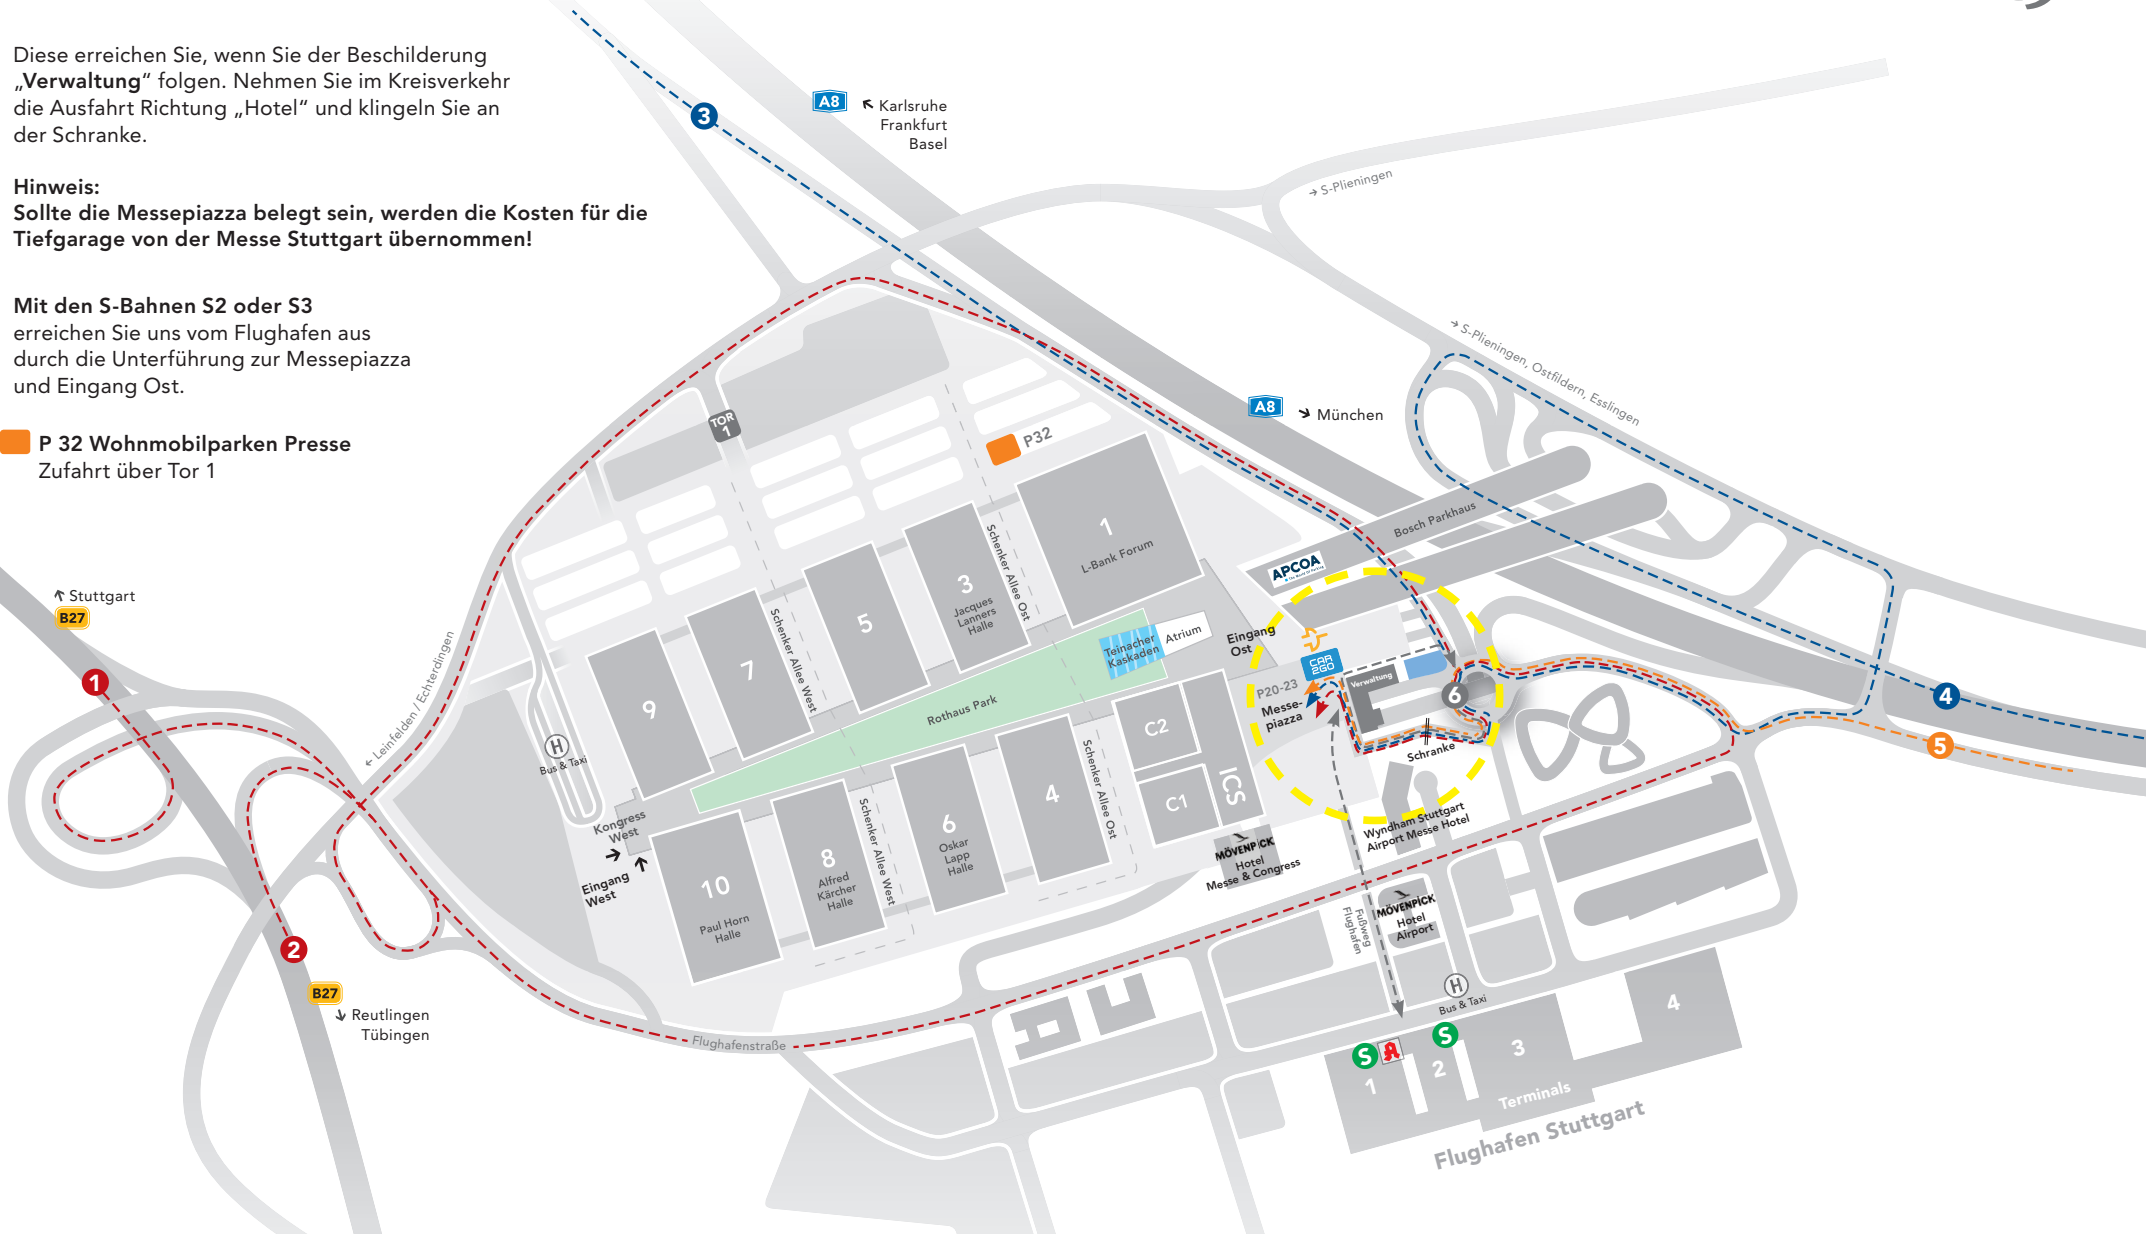 Diese erreichen Sie, wenn Sie der Beschilderung
„Verwaltung“ folgen. Nehmen Sie im Kreisverkehr
die Ausfahrt Richtung „Hotel“ und klingeln Sie an
der Schranke.
Hinweis:
Sollte die Messepiazza belegt sein, werden die Kosten für die
Tiefgarage von der Messe Stuttgart übernommen!
Mit den S-Bahnen S2 oder S3
erreichen Sie uns vom Flughafen aus
durch die Unterführung zur Messepiazza
und Eingang Ost.
P 32 Wohnmobilparken Presse
Zufahrt über Tor 1
3
A8
Karlsruhe
Frankfurt
Basel
S-Plieningen
S-Plieningen, Ostfildern, Esslingen
A8
München
TOR
1
P32
1
L-Bank Forum
Bosch Parkhaus
APCOA
3
Jacques
Lanners
Halle
Schenker Allee Ost
5
7
Schenker Allee West
9
Stuttgart
B27
1
Leinfelden / Echterdingen
Teinacher
Kaskaden
Atrium
Eingang
Ost
CAR
2GO
P20-23
Messe-
piazza
Verwaltung
6
4
5
Schranke
Rothaus Park
C2
C1
ICS
H
Bus & Taxi
Kongress
West
Eingang
West
10
Paul Horn
Halle
8
Alfred
Kärcher
Halle
Schenker Allee West
6
Oskar
Lapp
Halle
4
Schenker Allee Ost
MÖVENPICK
Hotel
Messe & Congress
Wyndham Stuttgart
Airport Messe Hotel
MÖVENPICK
Hotel
Airport
Fußweg
Flughafen
2
B27
Reutlingen
Tübingen
Flughafenstraße
H
Bus & Taxi
S
S
1
2
3
4
Terminals
Flughafen Stuttgart